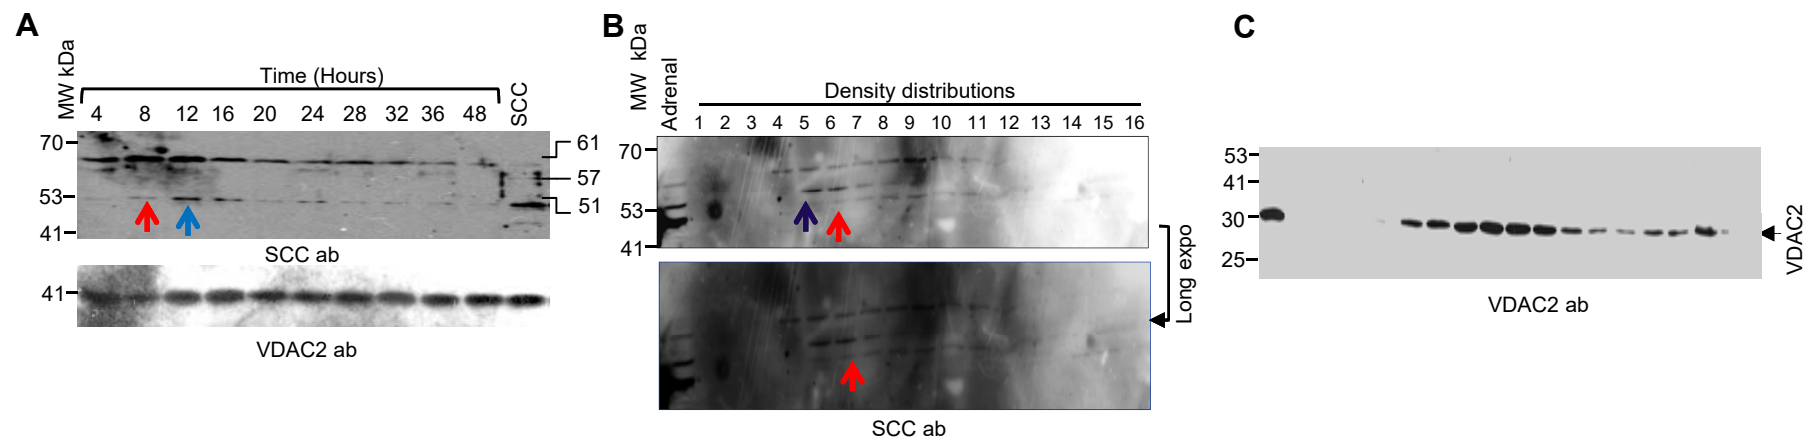 A
MW kDa
Time (Hours)
4 8 12 16 20 24 28 32 36 48
SCC
70
53
41
61
57
51
SCC ab
41
VDAC2 ab
B
MW kDa
Adrenal
Density distributions
1 2 3 4 5 6 7 8 9 10 11 12 13 14 15 16
70
53
41
Long expo
SCC ab
C
53
41
30
25
VDAC2
VDAC2 ab